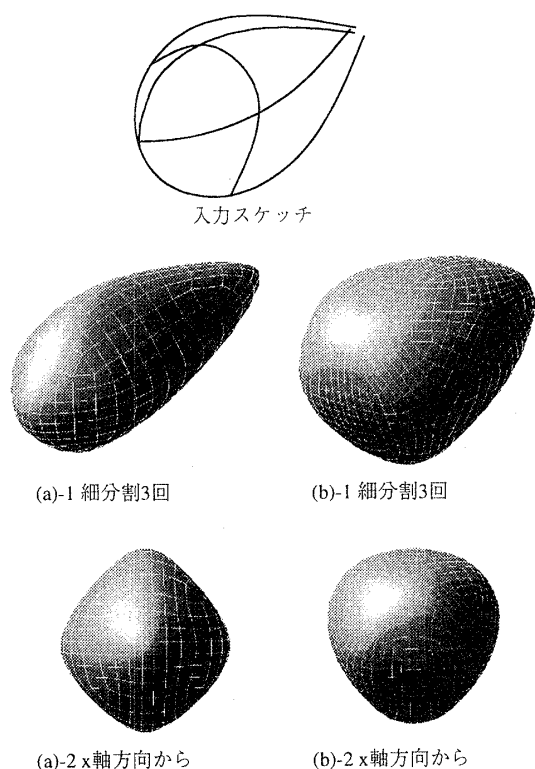 入力スケッチ
(a)-1 細分割3回
(b)-1 細分割3回
(a)-2 x軸方向から
(b)-2 x軸方向から